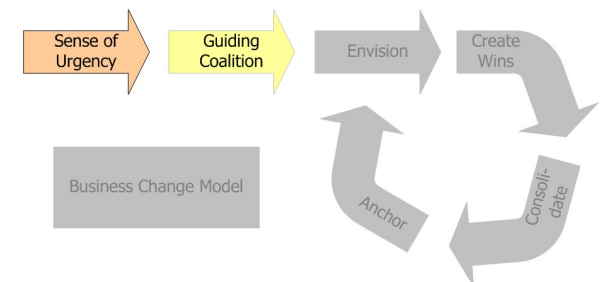 Sense of
Urgency
Guiding
Coalition
Envision
Create
Wins
Business Change Model
Anchor
Consoli-
date